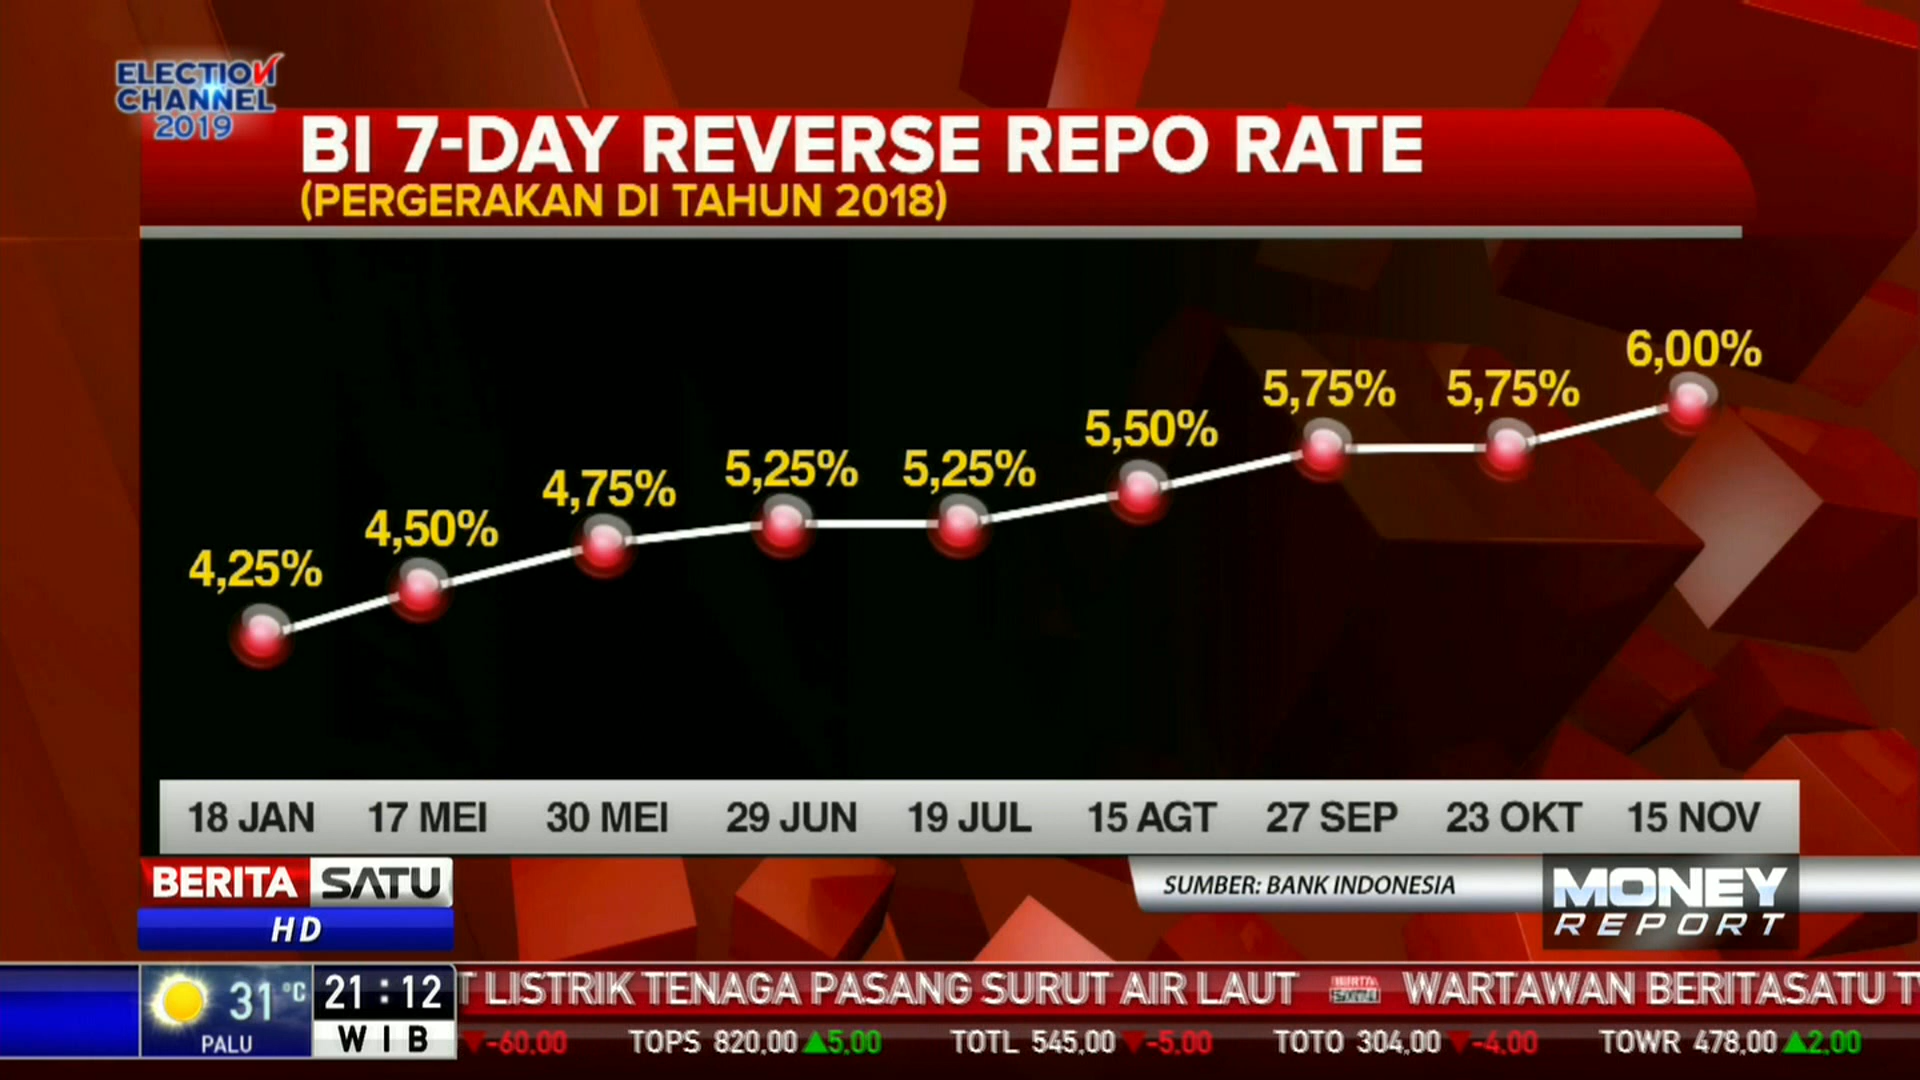 ELECTION
CHANNEL
2019
BI 7-DAY REVERSE REPO RATE
(PERGERAKAN DI TAHUN 2018)
4,25%
4,50%
4,75%
5,25%
5,25%
5,50%
5,75%
5,75%
6,00%
18 JAN 17 MEI 30 MEI 29 JUN 19 JUL 15 AGT 27 SEP 23 OKT 15 NOV
BERITA SATU
HD
SUMBER: BANK INDONESIA
MONEY
REPORT
31°C
PALU
21:12
WIB
T LISTRIK TENAGA PASANG SURUT AIR LAUT BERITA SATU WARTAWAN BERITASATU T
▼-60.00 TOPS 820,00 ▲5.00 TOTL 545,00 ▼-5.00 TOTO 304,00 ▼-4.00 TOWR 478,00 ▲2.00